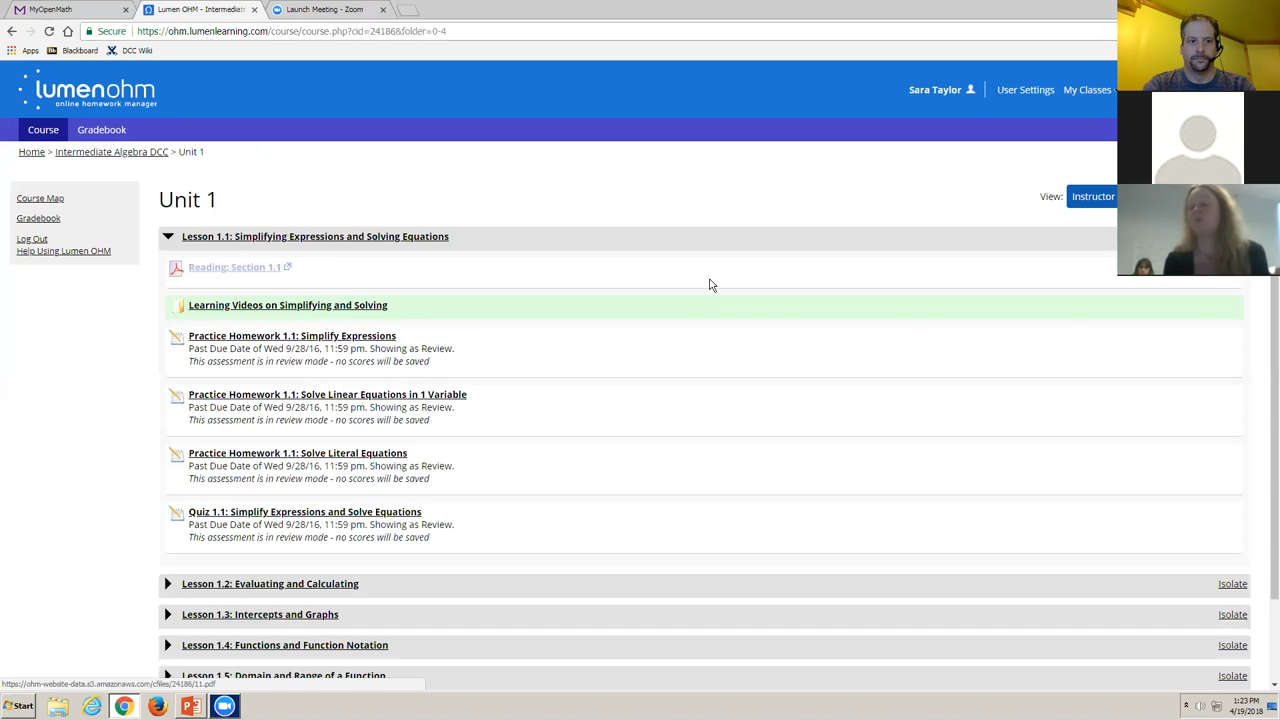 MyOpenMath
Lumen OHM - Intermediate
Launch Meeting - Zoom
Secure
https://ohm.lumenlearning.com/course/course.php?cid=24186&folder=0-4
Apps
Blackboard
DCC Wiki
lumenohm
online homework manager
Sara Taylor
User Settings
My Classes
Course
Gradebook
Home > Intermediate Algebra DCC > Unit 1
Course Map
Gradebook
Log Out
Help Using Lumen OHM
Unit 1
View:
Instructor
Lesson 1.1: Simplifying Expressions and Solving Equations
Reading: Section 1.1
Learning Videos on Simplifying and Solving
Practice Homework 1.1: Simplify Expressions
Past Due Date of Wed 9/28/16, 11:59 pm. Showing as Review.
This assessment is in review mode - no scores will be saved
Practice Homework 1.1: Solve Linear Equations in 1 Variable
Past Due Date of Wed 9/28/16, 11:59 pm. Showing as Review.
This assessment is in review mode - no scores will be saved
Practice Homework 1.1: Solve Literal Equations
Past Due Date of Wed 9/28/16, 11:59 pm. Showing as Review.
This assessment is in review mode - no scores will be saved
Quiz 1.1: Simplify Expressions and Solve Equations
Past Due Date of Wed 9/28/16, 11:59 pm. Showing as Review.
This assessment is in review mode - no scores will be saved
Lesson 1.2: Evaluating and Calculating
Isolate
Lesson 1.3: Intercepts and Graphs
Isolate
Lesson 1.4: Functions and Function Notation
Isolate
Lesson 1.5: Domain and Range of a Function
Isolate
https://ohm-website-data.s3.amazonaws.com/cfiles/24186/11.pdf
Start
1:23 PM
4/19/2018